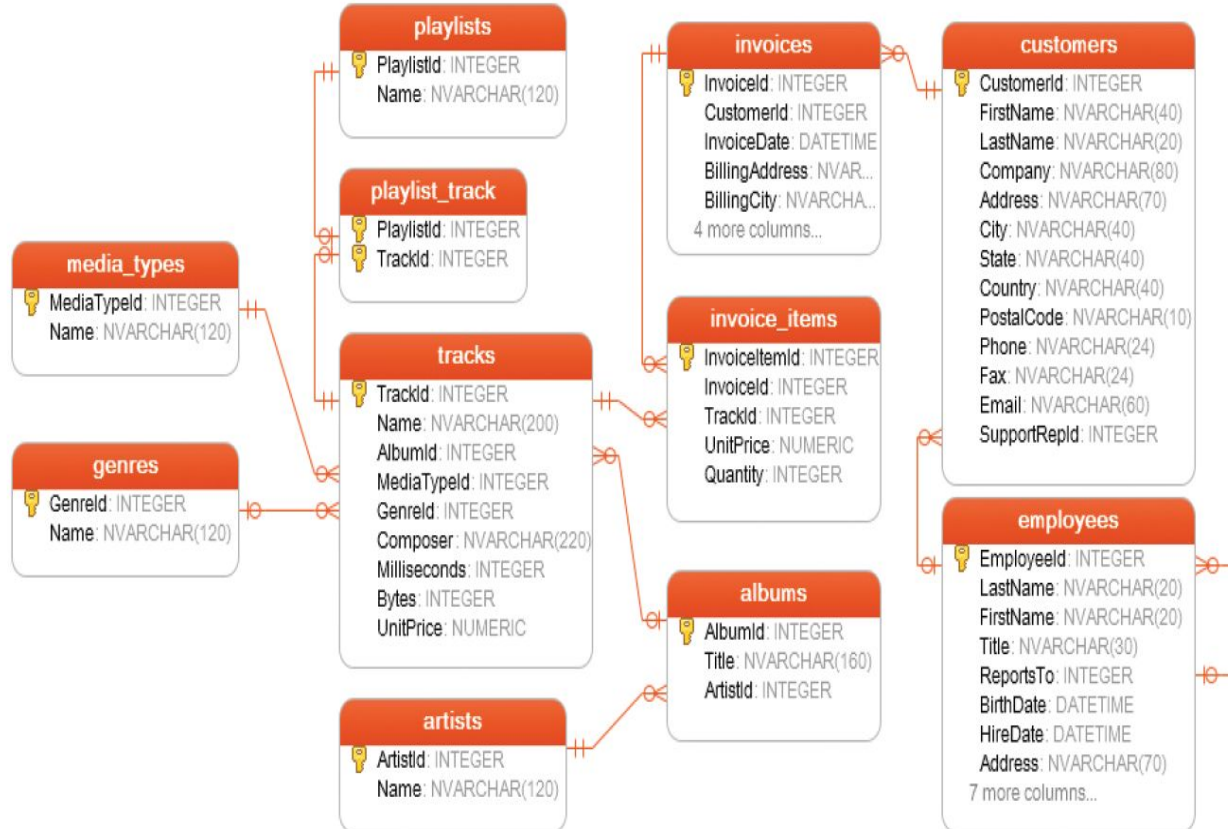 playlists
PlaylistId: INTEGER
Name: NVARCHAR(120)
playlist_track
PlaylistId: INTEGER
TrackId: INTEGER
media_types
MediaTypeId: INTEGER
Name: NVARCHAR(120)
genres
GenreId: INTEGER
Name: NVARCHAR(120)
tracks
TrackId: INTEGER
Name: NVARCHAR(200)
AlbumId: INTEGER
MediaTypeId: INTEGER
GenreId: INTEGER
Composer: NVARCHAR(220)
Milliseconds: INTEGER
Bytes: INTEGER
UnitPrice: NUMERIC
artists
ArtistId: INTEGER
Name: NVARCHAR(120)
invoices
InvoiceId: INTEGER
CustomerId: INTEGER
InvoiceDate: DATETIME
BillingAddress: NVAR...
BillingCity: NVARCHA...
4 more columns...
invoice_items
InvoiceItemId: INTEGER
InvoiceId: INTEGER
TrackId: INTEGER
UnitPrice: NUMERIC
Quantity: INTEGER
albums
AlbumId: INTEGER
Title: NVARCHAR(160)
ArtistId: INTEGER
customers
CustomerId: INTEGER
FirstName: NVARCHAR(40)
LastName: NVARCHAR(20)
Company: NVARCHAR(80)
Address: NVARCHAR(70)
City: NVARCHAR(40)
State: NVARCHAR(40)
Country: NVARCHAR(40)
PostalCode: NVARCHAR(10)
Phone: NVARCHAR(24)
Fax: NVARCHAR(24)
Email: NVARCHAR(60)
SupportRepId: INTEGER
employees
EmployeeId: INTEGER
LastName: NVARCHAR(20)
FirstName: NVARCHAR(20)
Title: NVARCHAR(30)
ReportsTo: INTEGER
BirthDate: DATETIME
HireDate: DATETIME
Address: NVARCHAR(70)
7 more columns...